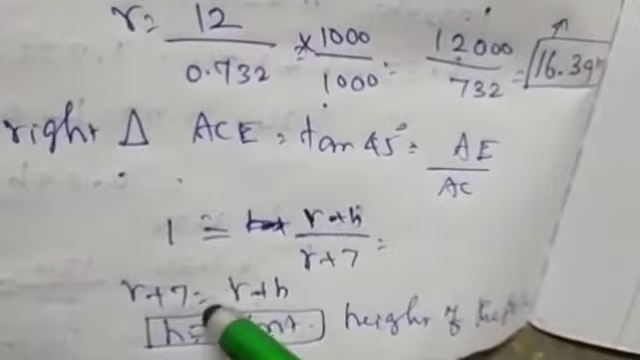 r = 12 / 0.732 × 1000 / 1000 = 12000 / 732 = 16.39
right Δ ACE, tan 45° = AE / AC
1 = r+h / r+7 =
r+7 = r+h
h= height of